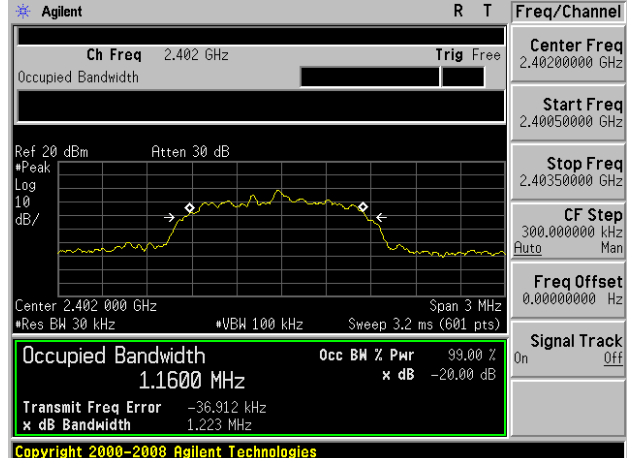 Agilent R T Freq/Channel
Ch Freq 2.402 GHz Trig Free
Occupied Bandwidth
Center Freq
2.40200000 GHz
Start Freq
2.40050000 GHz
Stop Freq
2.40350000 GHz
CF Step
300.000000 kHz
Auto Man
Freq Offset
0.00000000 Hz
Signal Track
On Off
Ref 20 dBm Atten 30 dB
#Peak
Log
10
dB/
Center 2.402 000 GHz Span 3 MHz
#Res BW 30 kHz #VBW 100 kHz Sweep 3.2 ms (601 pts)
Occupied Bandwidth Occ BW % Pwr 99.00 %
1.1600 MHz x dB -20.00 dB
Transmit Freq Error -36.912 kHz
x dB Bandwidth 1.223 MHz
Copyright 2000-2008 Agilent Technologies